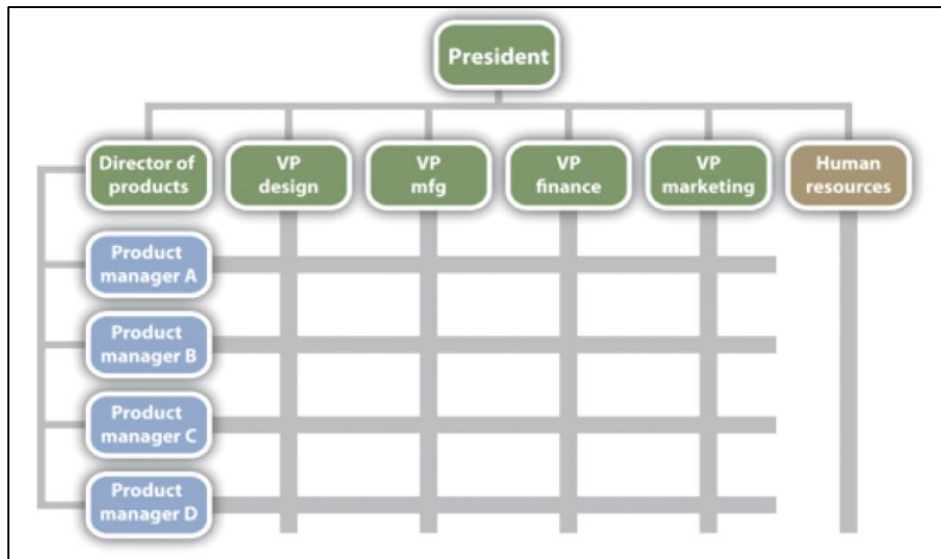 President
Director of
products
VP
design
VP
mfg
VP
finance
VP
marketing
Human
resources
Product
manager A
Product
manager B
Product
manager C
Product
manager D